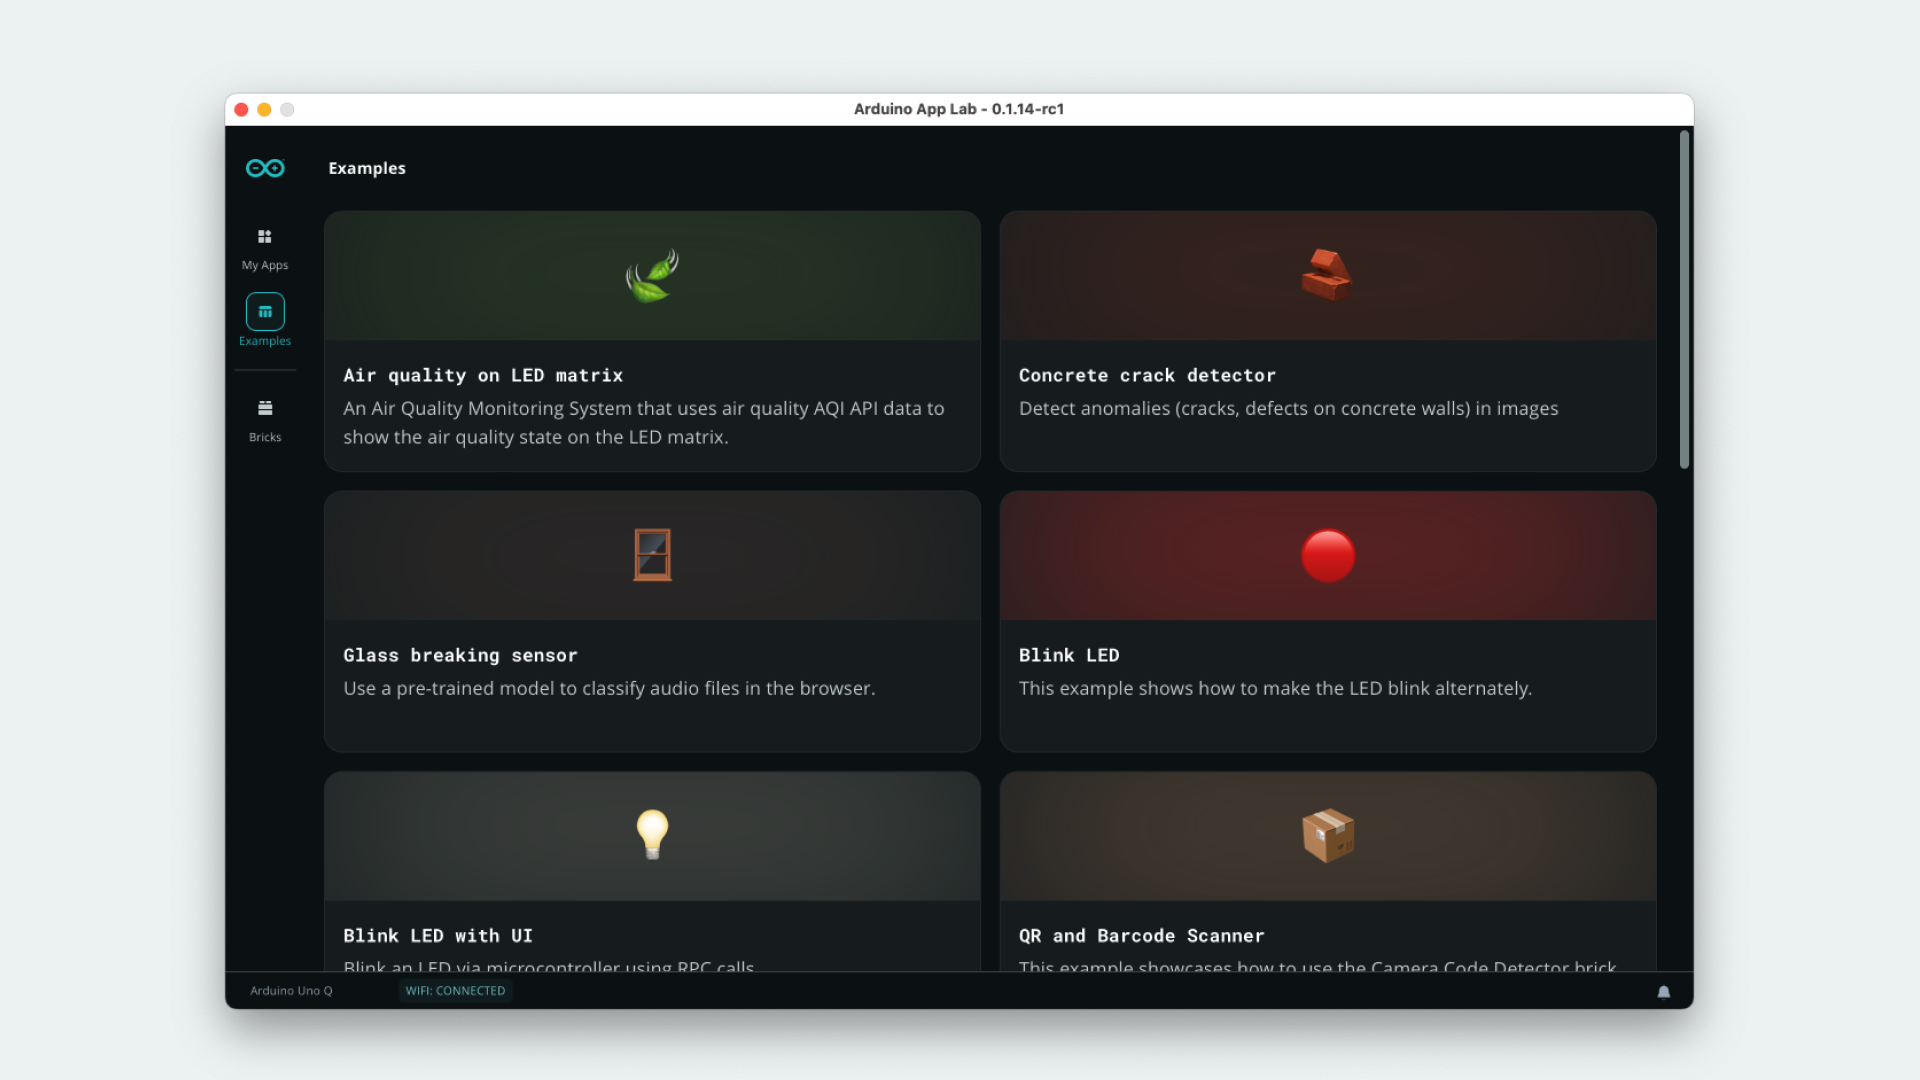 Arduino App Lab - 0.1.14-rc1
Examples
My Apps
Examples
Bricks
Air quality on LED matrix
An Air Quality Monitoring System that uses air quality AQI API data to
show the air quality state on the LED matrix.
Concrete crack detector
Detect anomalies (cracks, defects on concrete walls) in images
Glass breaking sensor
Use a pre-trained model to classify audio files in the browser.
Blink LED
This example shows how to make the LED blink alternately.
Blink LED with UI
Blink an LED via microcontroller using RPC calls.
QR and Barcode Scanner
This example showcases how to use the Camera Code Detector brick
Arduino Uno Q
WIFI: CONNECTED